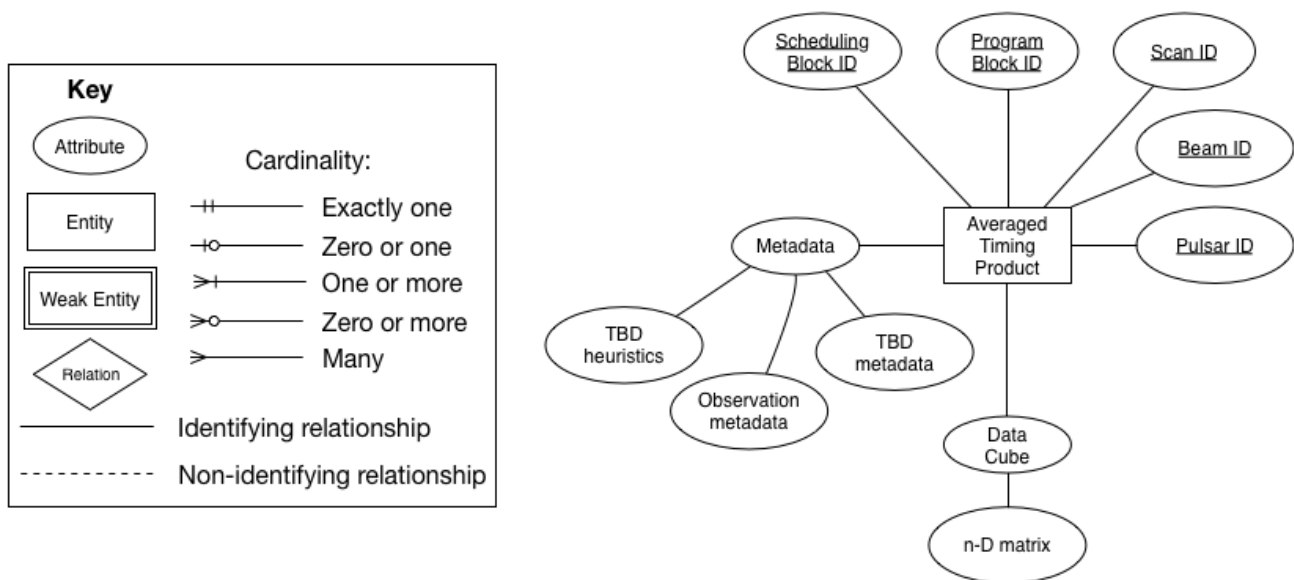 Key
Attribute
Entity
Weak Entity
Relation
Cardinality:
Exactly one
Zero or one
One or more
Zero or more
Many
Identifying relationship
Non-identifying relationship
Scheduling
Block ID
Program
Block ID
Scan ID
Beam ID
Pulsar ID
Averaged
Timing
Product
Metadata
TBD
heuristics
Observation
metadata
TBD
metadata
Data
Cube
n-D matrix